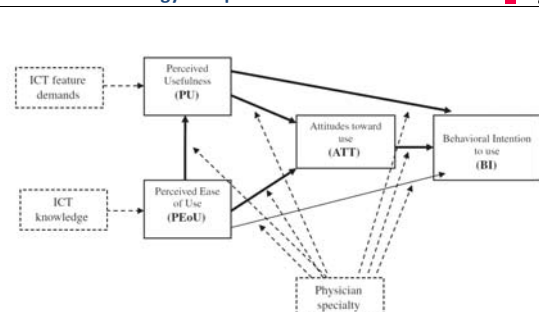 Perceived
Usefulness
(PU)
ICT feature
demands
Attitudes toward
use
(ATT)
Behavioral Intention
to use
(BI)
Perceived Ease
of Use
(PEoU)
ICT
knowledge
Physician
specialty